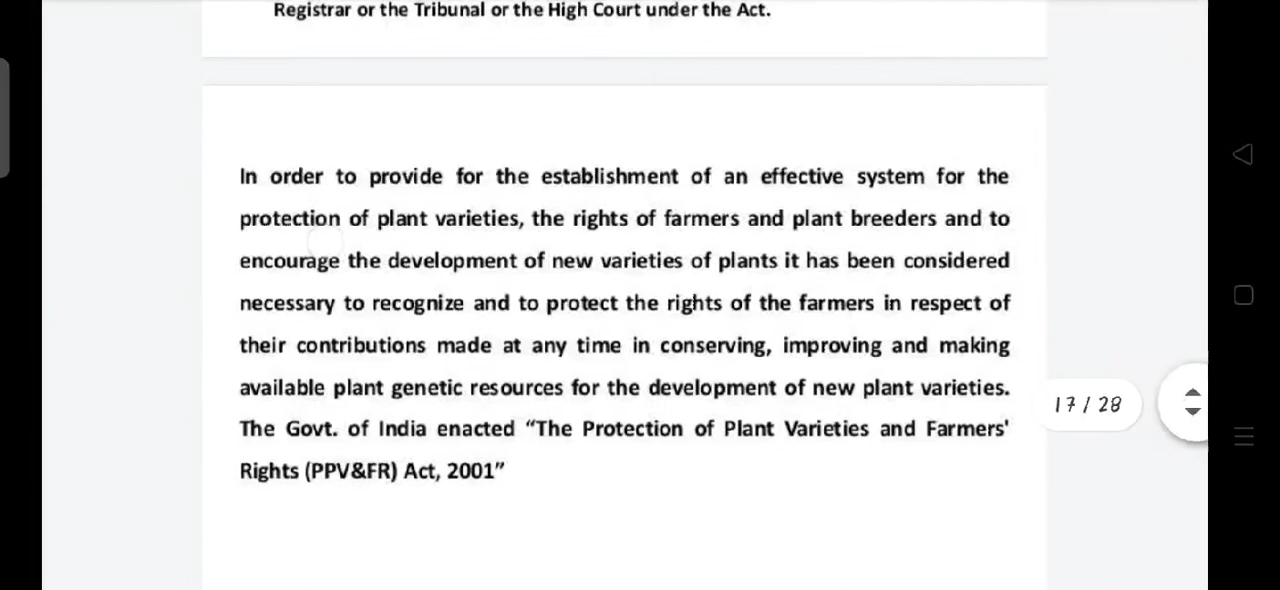 Registrar or the Tribunal or the High Court under the Act.
In order to provide for the establishment of an effective system for the
protection of plant varieties, the rights of farmers and plant breeders and to
encourage the development of new varieties of plants it has been considered
necessary to recognize and to protect the rights of the farmers in respect of
their contributions made at any time in conserving, improving and making
available plant genetic resources for the development of new plant varieties.
The Govt. of India enacted “The Protection of Plant Varieties and Farmers'
Rights (PPV&FR) Act, 2001”
17 / 28